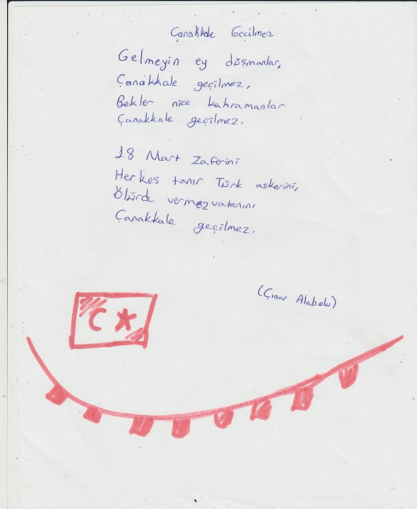 Çanakkale Geçilmez
Gelmeyin ey düşmanlar,
Çanakkale geçilmez,
Bekler nice kahramanlar
Çanakkale geçilmez.
18 Mart Zaferini
Herkes tanır Türk askerini,
Ölürde vermez vatanını
Çanakkale geçilmez.
(Çınar Alabalı)